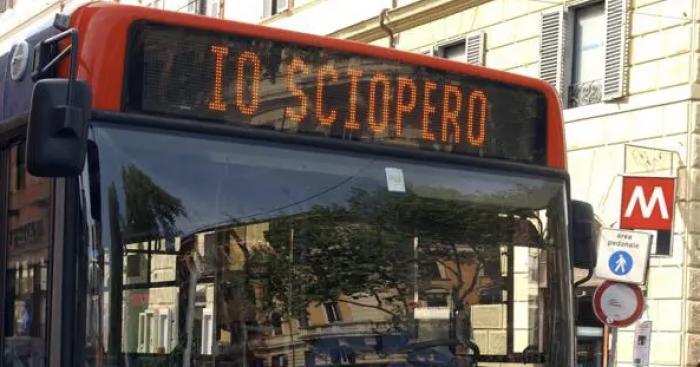 IO SCIOPERO
M
area
pedonale